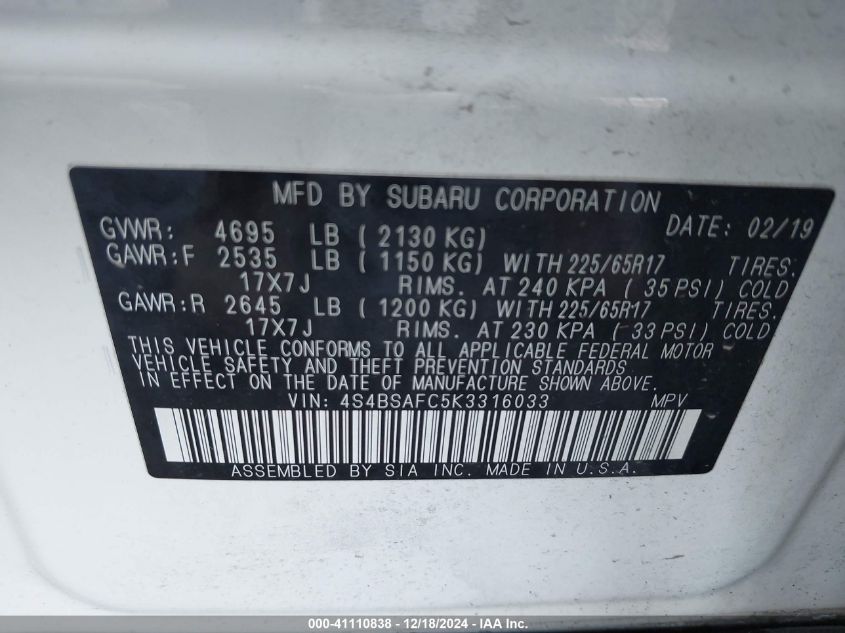 MFD BY SUBARU CORPORATION
GVWR: 4695 LB ( 2130 KG) DATE: 02/19
GAWR:F 2535 LB ( 1150 KG) WITH 225/65R17 TIRES.
17X7J RIMS. AT 240 KPA ( 35 PSI) COLD
GAWR:R 2645 LB ( 1200 KG) WITH 225/65R17 TIRES.
17X7J RIMS. AT 230 KPA ( 33 PSI) COLD
THIS VEHICLE CONFORMS TO ALL APPLICABLE FEDERAL MOTOR
VEHICLE SAFETY AND THEFT PREVENTION STANDARDS
IN EFFECT ON THE DATE OF MANUFACTURE SHOWN ABOVE.
VIN: 4S4BSAFC5K3316033 MPV
ASSEMBLED BY SIA INC. MADE IN U.S.A.
000-41110838 - 12/18/2024 - IAA Inc.